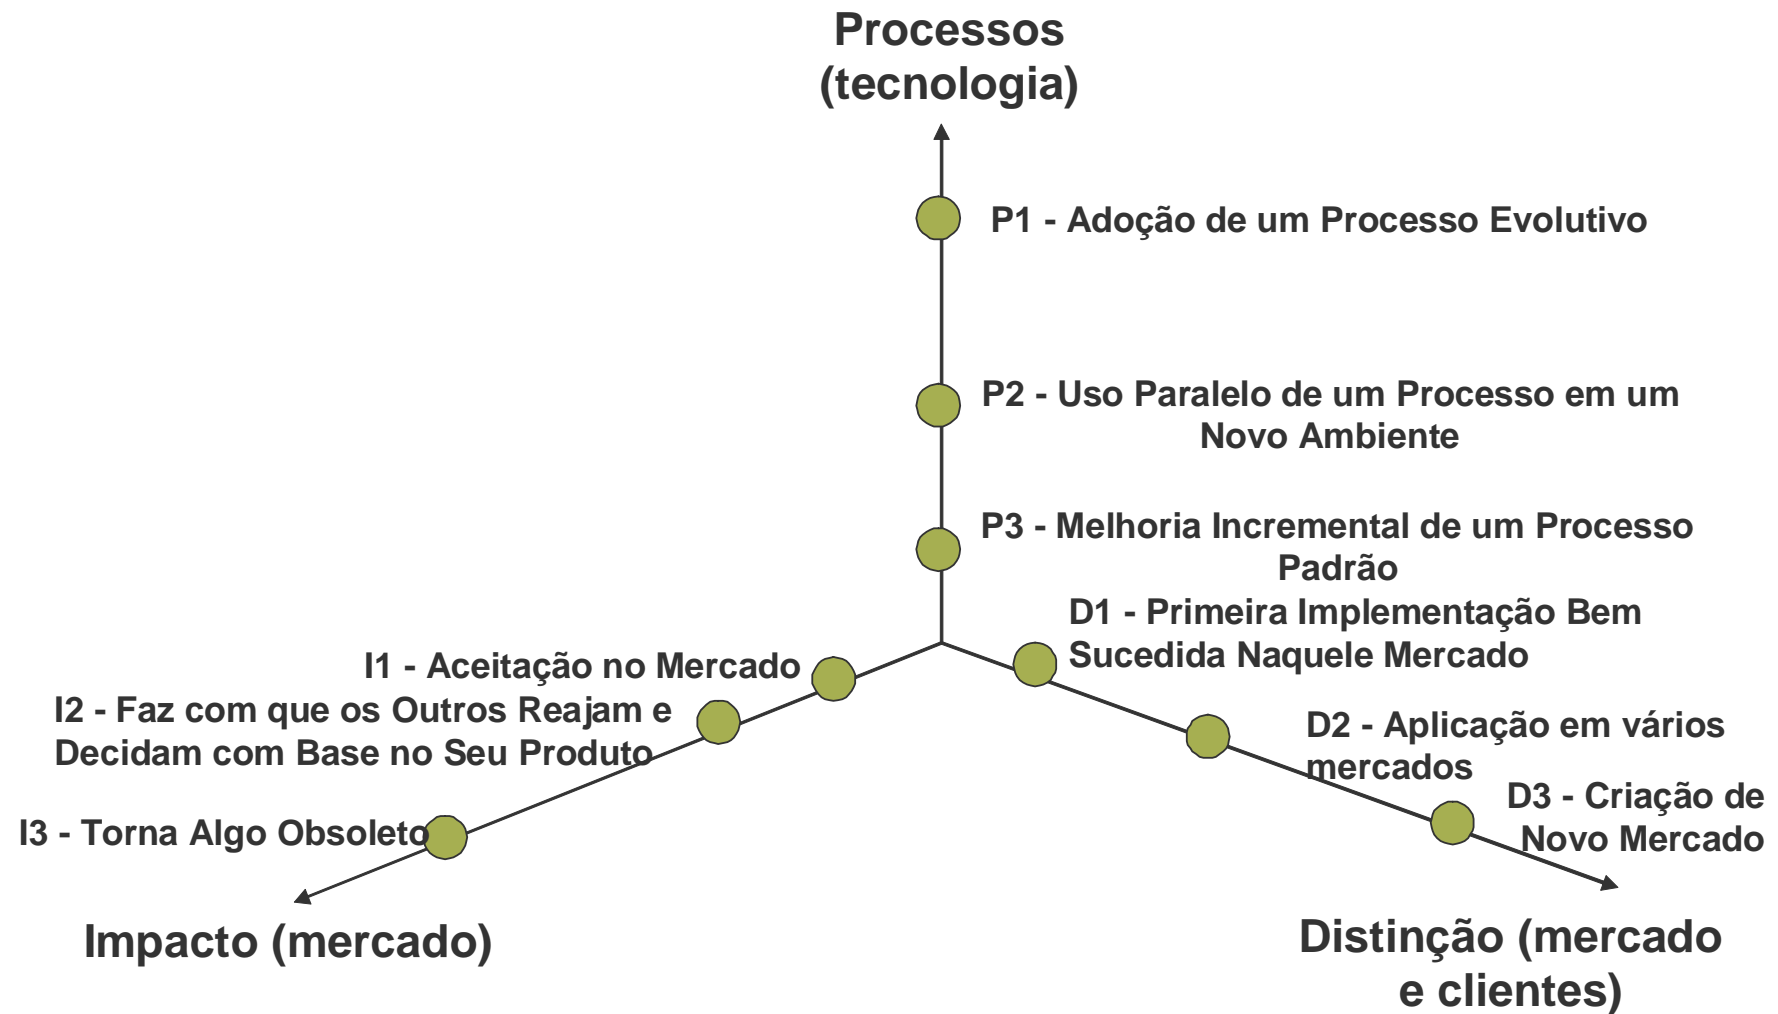 Processos
(tecnologia)
P1 - Adoção de um Processo Evolutivo
P2 - Uso Paralelo de um Processo em um
Novo Ambiente
P3 - Melhoria Incremental de um Processo
Padrão
D1 - Primeira Implementação Bem
Sucedida Naquele Mercado
I1 - Aceitação no Mercado
I2 - Faz com que os Outros Reajam e
Decidam com Base no Seu Produto
D2 - Aplicação em vários
mercados
D3 - Criação de
Novo Mercado
I3 - Torna Algo Obsoleto
Impacto (mercado)
Distinção (mercado
e clientes)